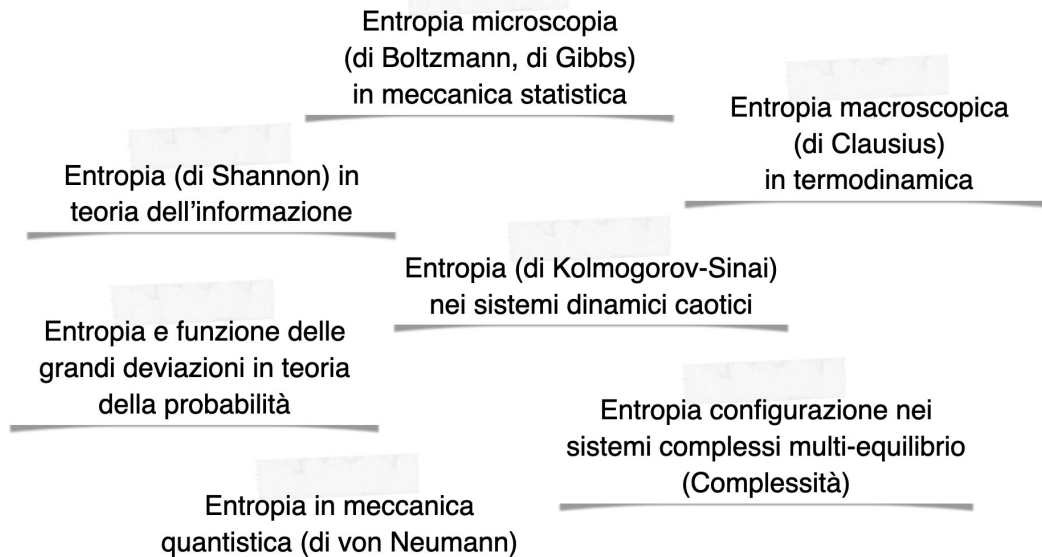 Entropia microscopia
(di Boltzmann, di Gibbs)
in meccanica statistica
Entropia macroscopica
(di Clausius)
in termodinamica
Entropia (di Shannon) in
teoria dell'informazione
Entropia (di Kolmogorov-Sinai)
nei sistemi dinamici caotici
Entropia e funzione delle
grandi deviazioni in teoria
della probabilità
Entropia configurazione nei
sistemi complessi multi-equilibrio
(Complessità)
Entropia in meccanica
quantistica (di von Neumann)